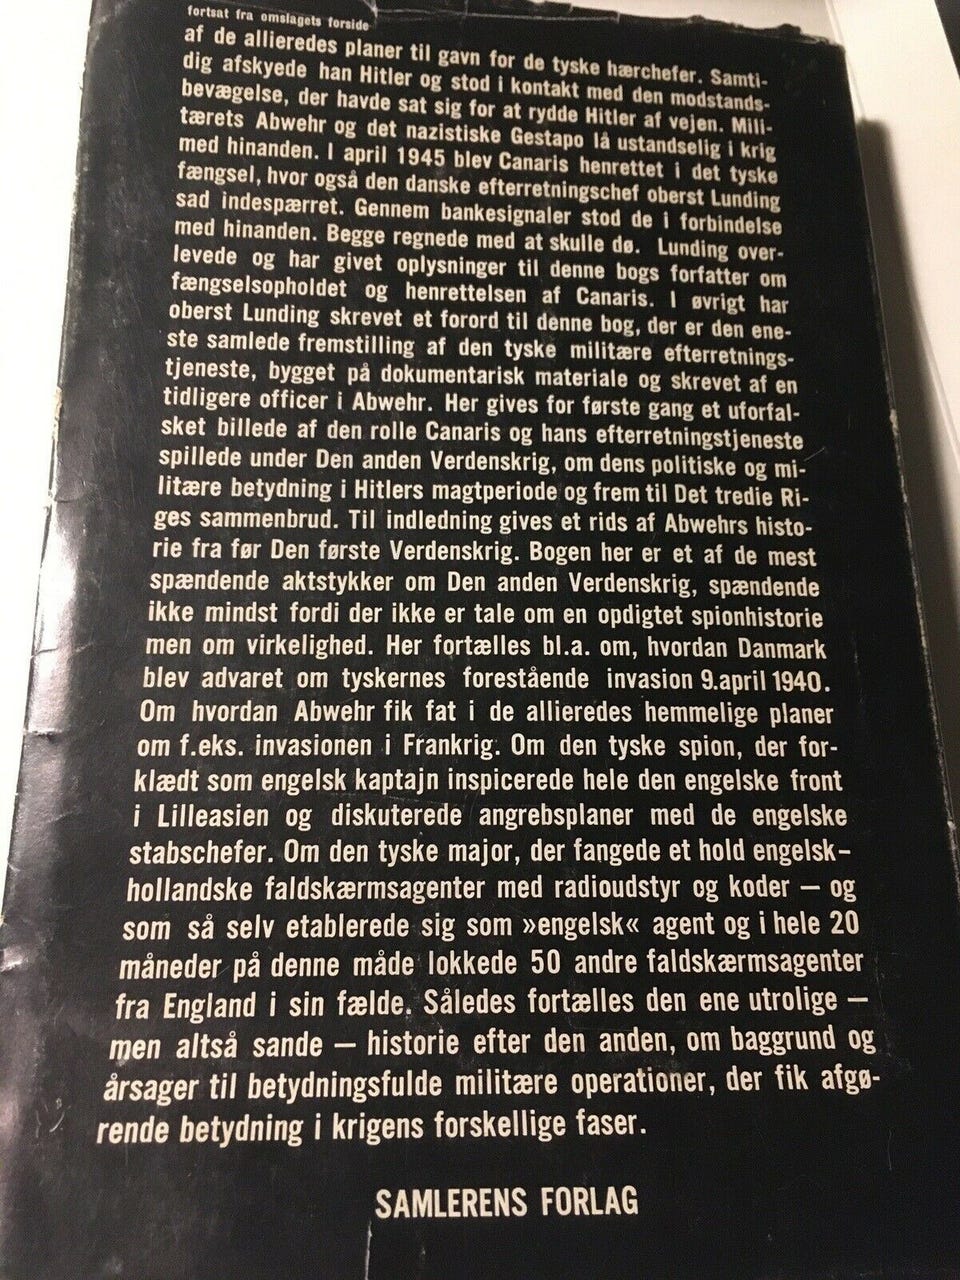 fortsat fra omslagets forside
af de allieredes planer til gavn for de tyske hærchefer. Samti-
dig afskyede han Hitler og stod i kontakt med den modstands-
bevægelse, der havde sat sig for at rydde Hitler af vejen. Mili-
tærets Abwehr og det nazistiske Gestapo lå ustandselig i krig
med hinanden. I april 1945 blev Canaris henrettet i det tyske
fængsel, hvor også den danske efterretningschef oberst Lunding
sad indespærret. Gennem bankesignaler stod de i forbindelse
med hinanden. Begge regnede med at skulle dø. Lunding over-
levede og har givet oplysninger til denne bogs forfatter om
fængselsopholdet og henrettelsen af Canaris. I øvrigt har
oberst Lunding skrevet et forord til denne bog, der er den ene-
ste samlede fremstilling af den tyske militære efterretnings-
tjeneste, bygget på dokumentarisk materiale og skrevet af en
tidligere officer i Abwehr. Her gives for første gang et uforfal-
sket billede af den rolle Canaris og hans efterretningstjeneste
spillede under Den anden Verdenskrig, om dens politiske og mi-
litære betydning i Hitlers magtperiode og frem til Det tredie Ri-
ges sammenbrud. Til indledning gives et rids af Abwehrs histo-
rie fra før Den første Verdenskrig. Bogen her er et af de mest
spændende aktstykker om Den anden Verdenskrig, spændende
ikke mindst fordi der ikke er tale om en opdigtet spionhistorie
men om virkelighed. Her fortælles bl.a. om, hvordan Danmark
blev advaret om tyskernes forestående invasion 9.april 1940.
Om hvordan Abwehr fik fat i de allieredes hemmelige planer
om f.eks. invasionen i Frankrig. Om den tyske spion, der for-
klædt som engelsk kaptajn inspicerede hele den engelske front
i Lilleasien og diskuterede angrebsplaner med de engelske
stabschefer. Om den tyske major, der fangede et hold engelsk-
hollandske faldskærmsagenter med radioudstyr og koder — og
som så selv etablerede sig som »engelsk« agent og i hele 20
måneder på denne måde lokkede 50 andre faldskærmsagenter
fra England i sin fælde. Således fortælles den ene utrolige —
men altså sande — historie efter den anden, om baggrund og
årsager til betydningsfulde militære operationer, der fik afgø-
rende betydning i krigens forskellige faser.
SAMLERENS FORLAG